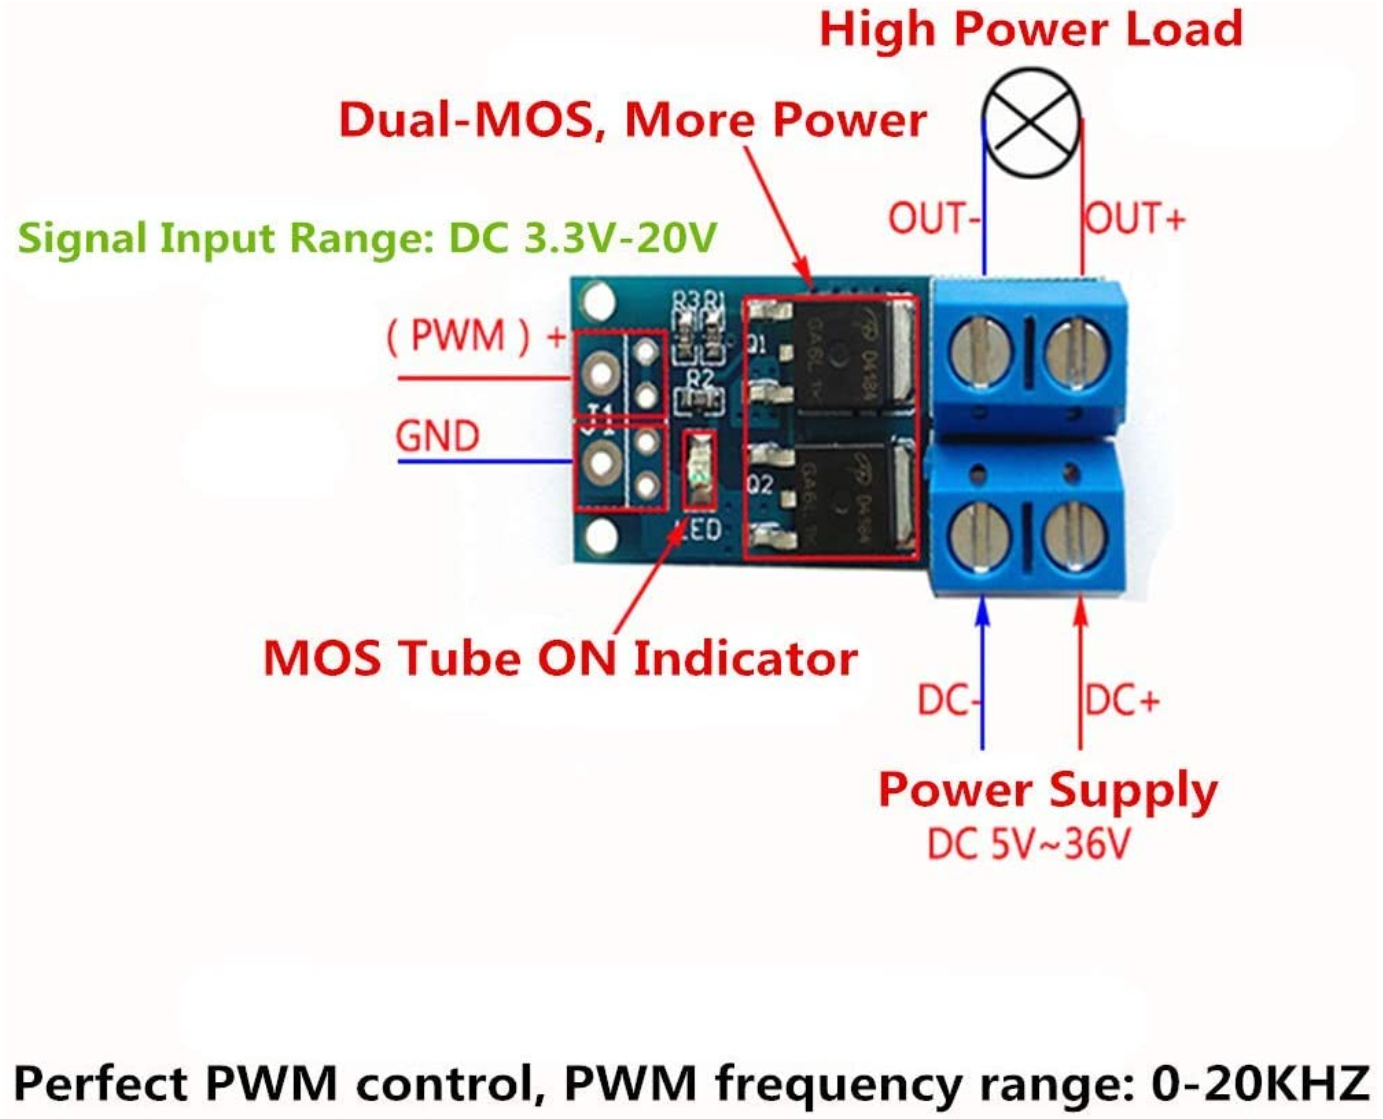 High Power Load
Dual-MOS, More Power
OUT-
OUT+
Signal Input Range: DC 3.3V-20V
( PWM ) +
GND
R3
R1
R2
Q1
D4184
GA6L
Q2
D4184
GA6L
LED
MOS Tube ON Indicator
DC-
DC+
Power Supply
DC 5V~36V
Perfect PWM control, PWM frequency range: 0-20KHZ